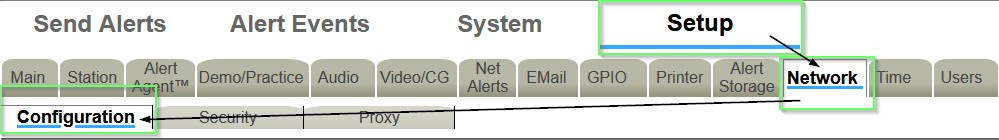 Send Alerts Alert Events System Setup
Main Station Alert Agent™ Demo/Practice Audio Video/CG Net Alerts EMail GPIO Printer Alert Storage Network Time Users
Configuration Security Proxy